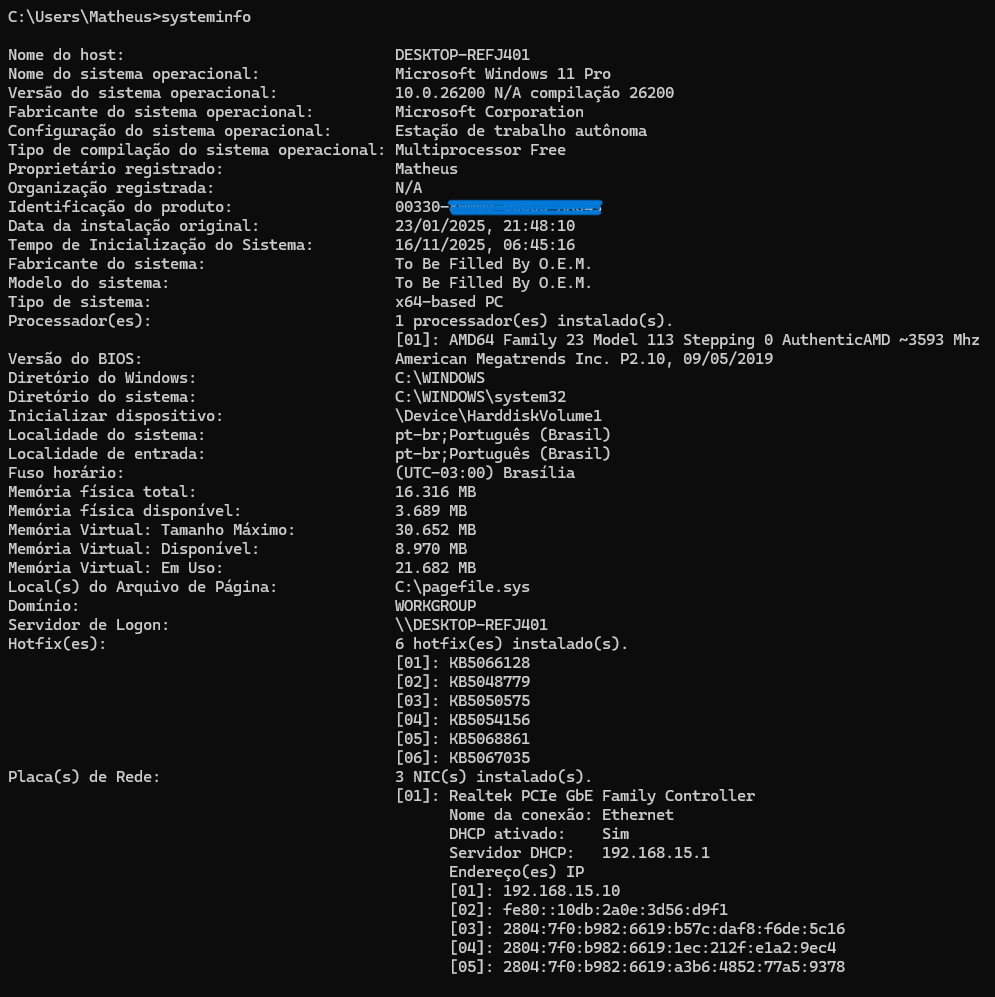 C:\Users\Matheus>systeminfo
Nome do host: DESKTOP-REFJ401
Nome do sistema operacional: Microsoft Windows 11 Pro
Versão do sistema operacional: 10.0.26200 N/A compilação 26200
Fabricante do sistema operacional: Microsoft Corporation
Configuração do sistema operacional: Estação de trabalho autônoma
Tipo de compilação do sistema operacional: Multiprocessor Free
Proprietário registrado: Matheus
Organização registrada: N/A
Identificação do produto: 00330-
Data da instalação original: 23/01/2025, 21:48:10
Tempo de Inicialização do Sistema: 16/11/2025, 06:45:16
Fabricante do sistema: To Be Filled By O.E.M.
Modelo do sistema: To Be Filled By O.E.M.
Tipo de sistema: x64-based PC
Processador(es): 1 processador(es) instalado(s).
[01]: AMD64 Family 23 Model 113 Stepping 0 AuthenticAMD ~3593 Mhz
Versão do BIOS: American Megatrends Inc. P2.10, 09/05/2019
Diretório do Windows: C:\WINDOWS
Diretório do sistema: C:\WINDOWS\system32
Inicializar dispositivo: \Device\HarddiskVolume1
Localidade do sistema: pt-br;Português (Brasil)
Localidade de entrada: pt-br;Português (Brasil)
Fuso horário: (UTC-03:00) Brasília
Memória física total: 16.316 MB
Memória física disponível: 3.689 MB
Memória Virtual: Tamanho Máximo: 30.652 MB
Memória Virtual: Disponível: 8.970 MB
Memória Virtual: Em Uso: 21.682 MB
Local(s) do Arquivo de Página: C:\pagefile.sys
Domínio: WORKGROUP
Servidor de Logon: \\DESKTOP-REFJ401
Hotfix(es): 6 hotfix(es) instalado(s).
[01]: KB5066128
[02]: KB5048779
[03]: KB5050575
[04]: KB5054156
[05]: KB5068861
[06]: KB5067035
Placa(s) de Rede: 3 NIC(s) instalado(s).
[01]: Realtek PCIe GbE Family Controller
Nome da conexão: Ethernet
DHCP ativado: Sim
Servidor DHCP: 192.168.15.1
Endereço(es) IP
[01]: 192.168.15.10
[02]: fe80::10db:2a0e:3d56:d9f1
[03]: 2804:7f0:b982:6619:b57c:daf8:f6de:5c16
[04]: 2804:7f0:b982:6619:1ec:212f:e1a2:9ec4
[05]: 2804:7f0:b982:6619:a3b6:4852:77a5:9378